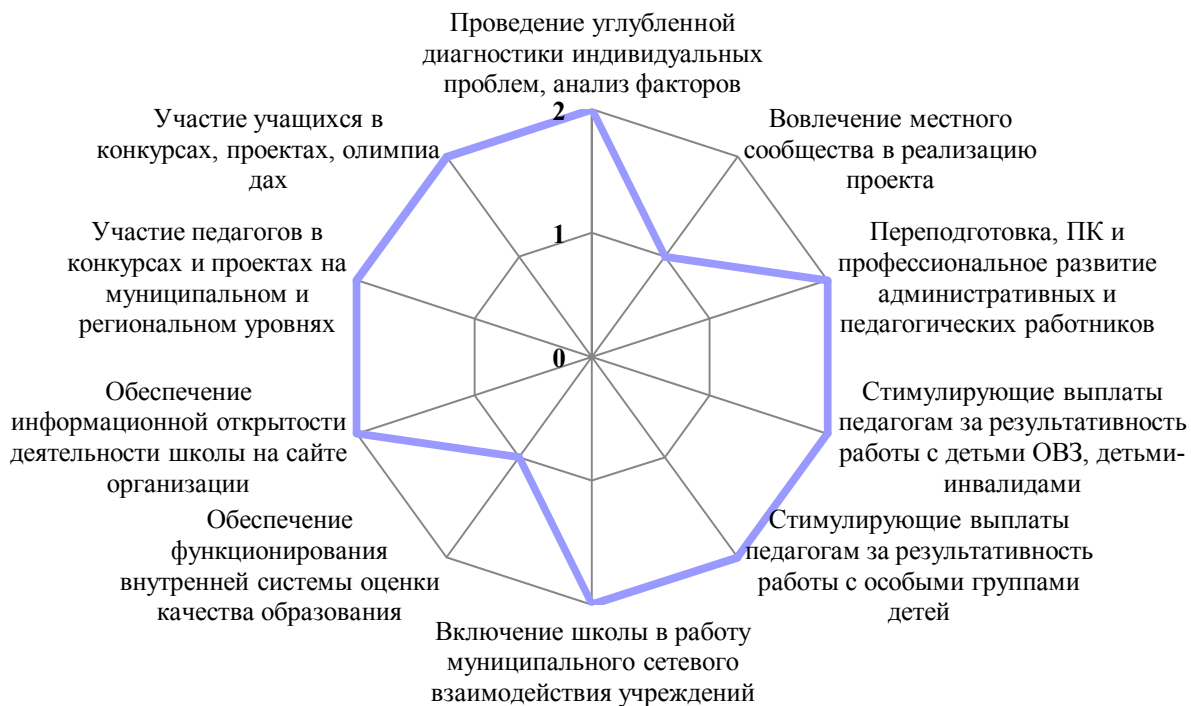 Проведение углубленной
диагностики индивидуальных
проблем, анализ факторов
2
Вовлечение местного
сообщества в реализацию
проекта
Переподготовка, ПК и
профессиональное развитие
административных и
педагогических работников
Стимулирующие выплаты
педагогам за результативность
работы с детьми ОВЗ, детьми-
инвалидами
Стимулирующие выплаты
педагогам за результативность
работы с особыми группами
детей
Включение школы в работу
муниципального сетевого
взаимодействия учреждений
Обеспечение
функционирования
внутренней системы оценки
качества образования
Обеспечение
информационной открытости
деятельности школы на сайте
организации
Участие педагогов в
конкурсах и проектах на
муниципальном и
региональном уровнях
Участие учащихся в
конкурсах, проектах, олимпиа
дах
1
0